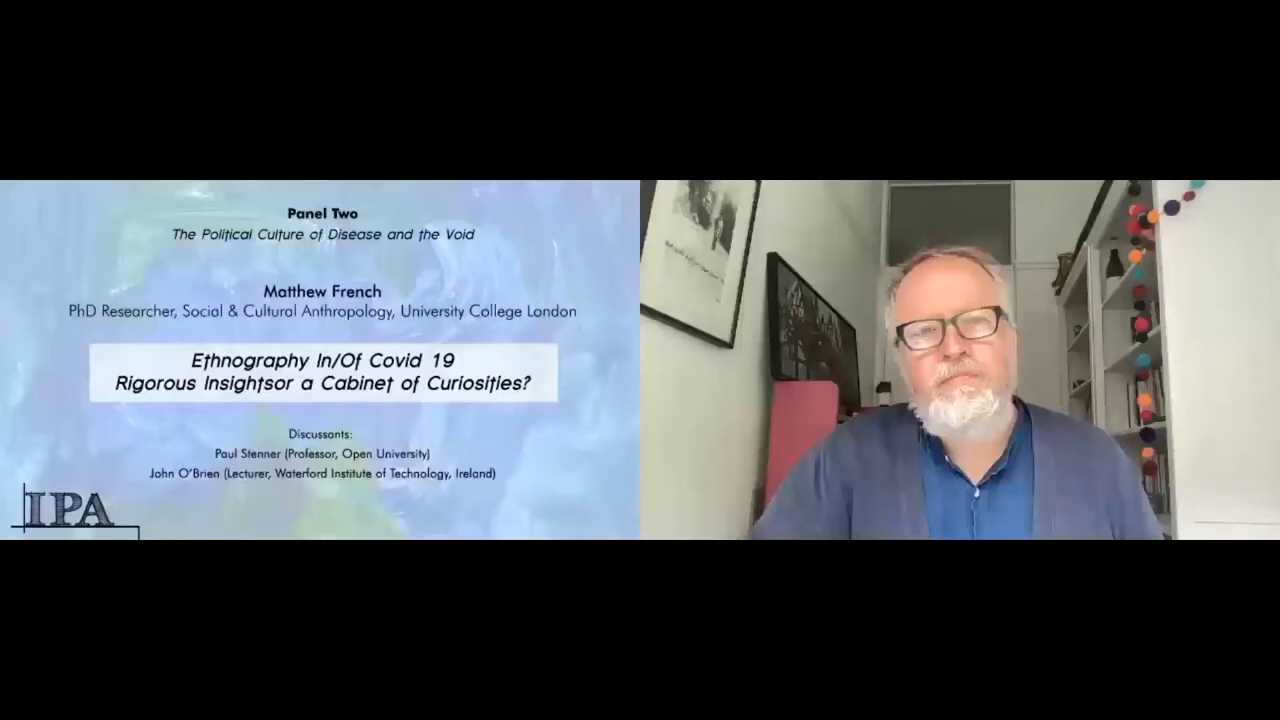 Panel Two
The Political Culture of Disease and the Void
Matthew French
PhD Researcher, Social & Cultural Anthropology, University College London
Ethnography In/Of Covid 19
Rigorous Insightsor a Cabinet of Curiosities?
Discussants:
Paul Stenner (Professor, Open University)
John O'Brien (Lecturer, Waterford Institute of Technology, Ireland)
IPA